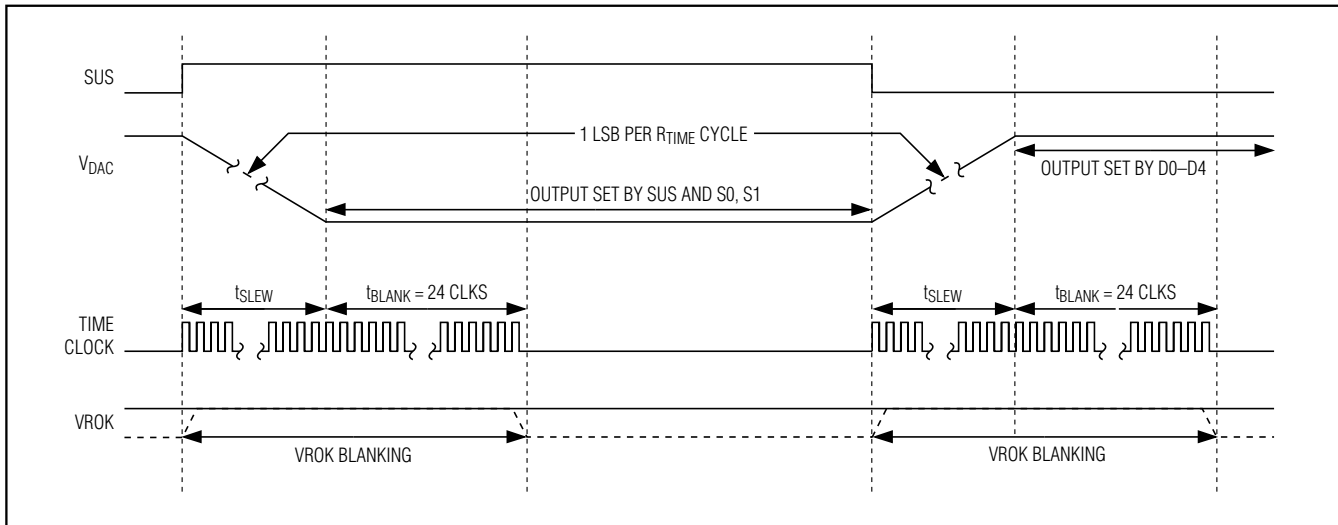 SUS
1 LSB PER RTIME CYCLE
VDAC
OUTPUT SET BY D0–D4
OUTPUT SET BY SUS AND S0, S1
tSLEW
tBLANK = 24 CLKS
tSLEW
tBLANK = 24 CLKS
TIME
CLOCK
VROK
VROK BLANKING
VROK BLANKING